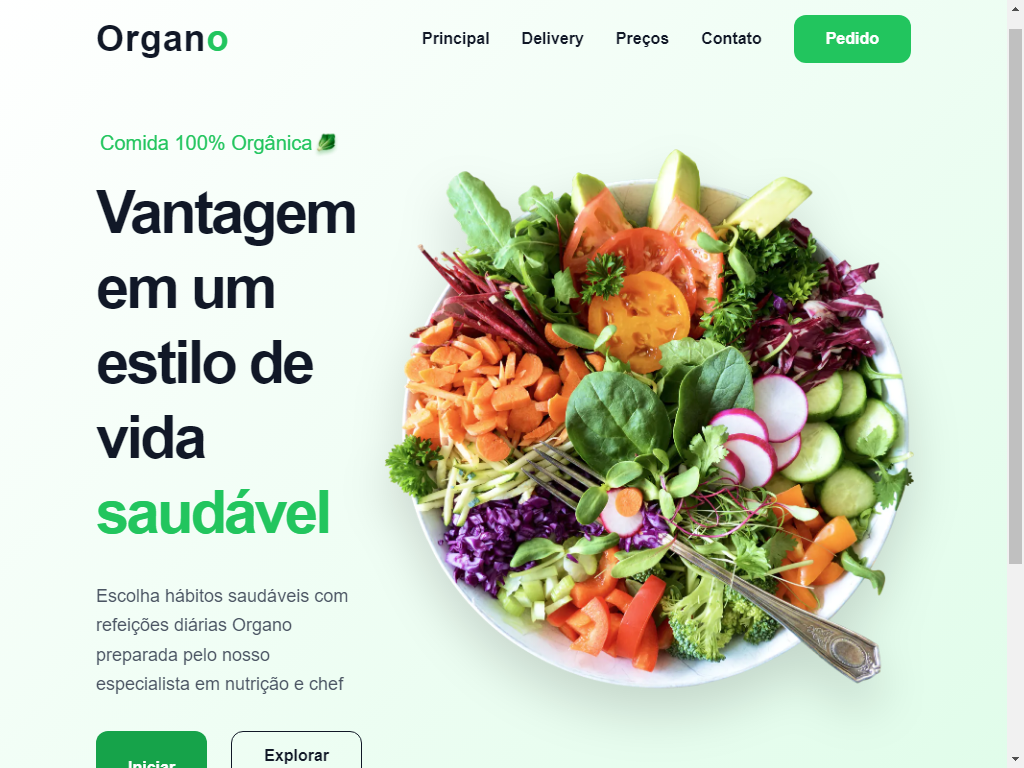 Organo
Principal Delivery Preços Contato Pedido
Comida 100% Orgânica
Vantagem
em um
estilo de
vida
saudável
Escolha hábitos saudáveis com
refeições diárias Organo
preparada pelo nosso
especialista em nutrição e chef
Iniciar
Explorar